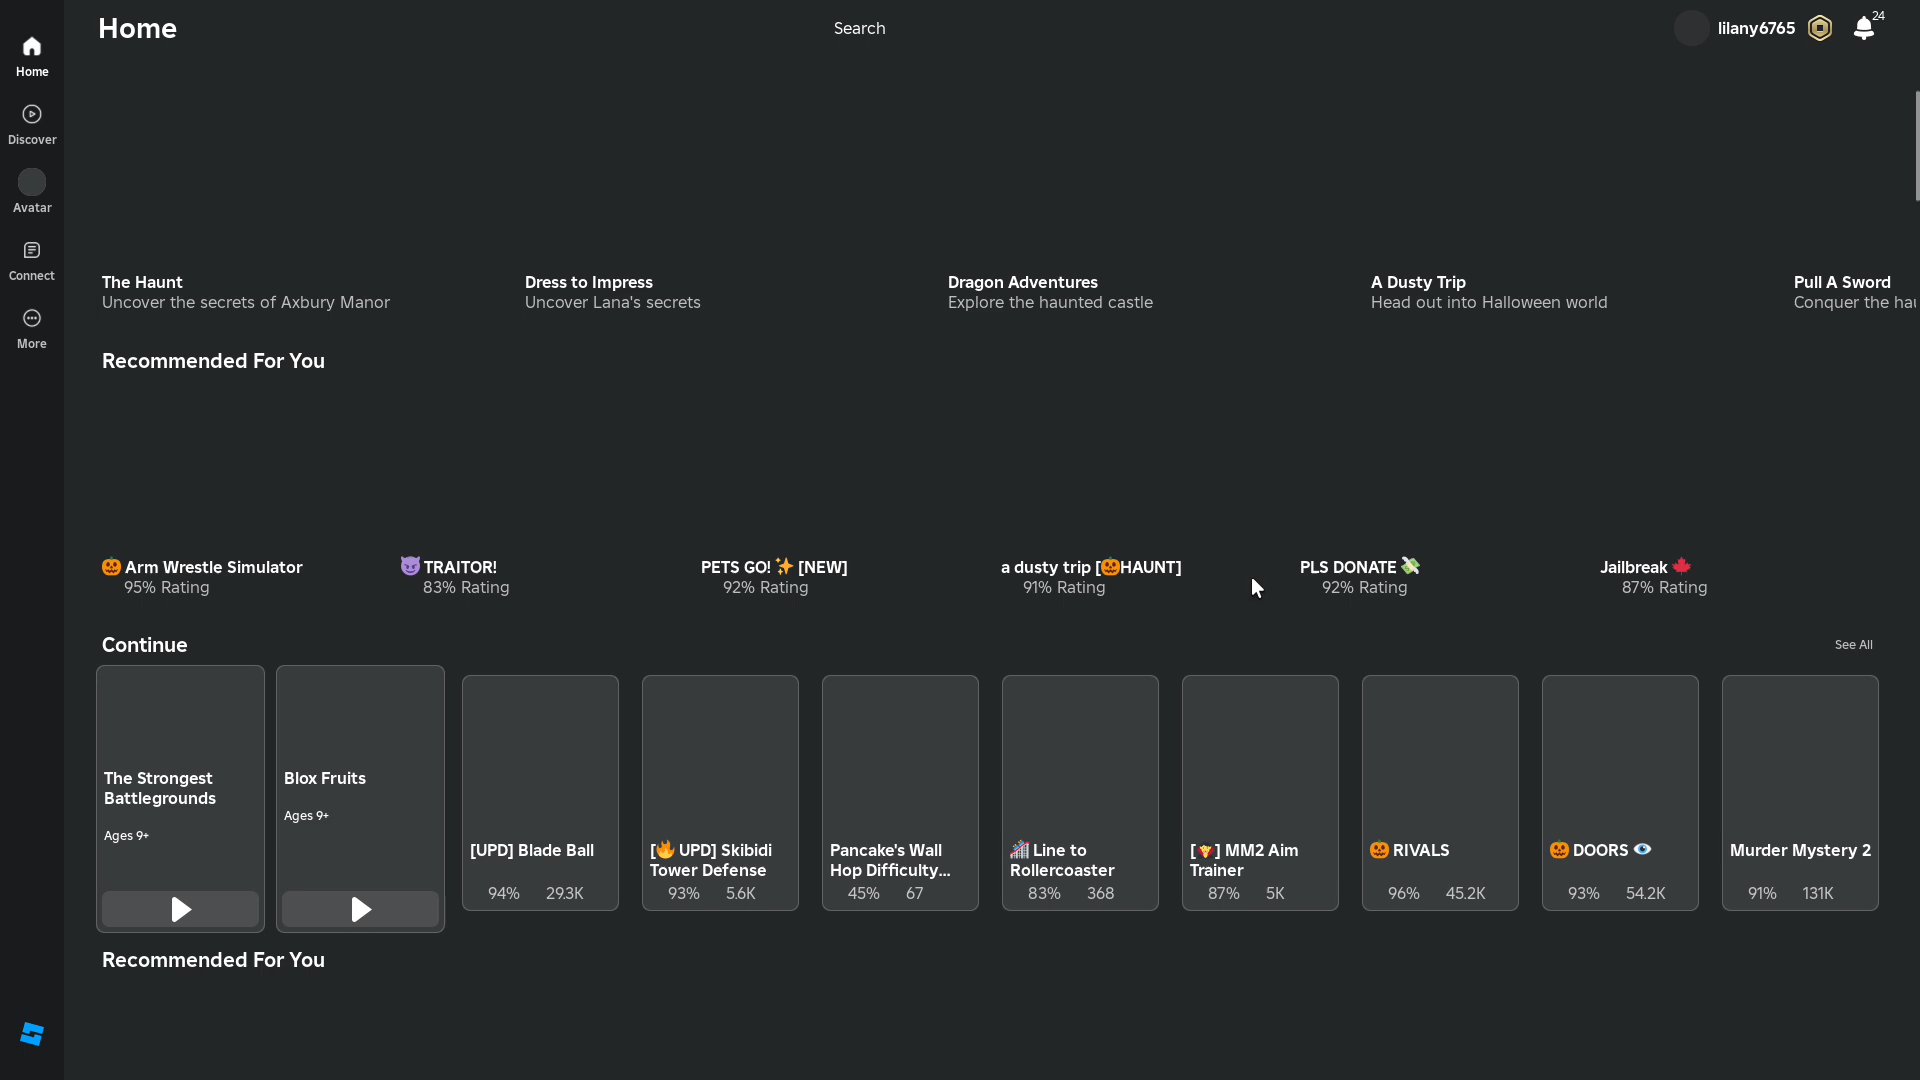 Home
Search
lilany6765
24
Home
Discover
Avatar
Connect
More
The Haunt
Uncover the secrets of Axbury Manor
Dress to Impress
Uncover Lana's secrets
Dragon Adventures
Explore the haunted castle
A Dusty Trip
Head out into Halloween world
Pull A Sword
Conquer the hau
Recommended For You
🎃 Arm Wrestle Simulator
95% Rating
😈 TRAITOR!
83% Rating
PETS GO! ✨ [NEW]
92% Rating
a dusty trip [🎃HAUNT]
91% Rating
PLS DONATE 💸
92% Rating
Jailbreak 🍁
87% Rating
Continue
See All
The Strongest
Battlegrounds
Ages 9+
Blox Fruits
Ages 9+
[UPD] Blade Ball
94% 29.3K
[🔥 UPD] Skibidi
Tower Defense
93% 5.6K
Pancake's Wall
Hop Difficulty...
45% 67
🎢 Line to
Rollercoaster
83% 368
[] MM2 Aim
Trainer
87% 5K
🎃 RIVALS
96% 45.2K
🎃 DOORS 👁️
93% 54.2K
Murder Mystery 2
91% 131K
Recommended For You